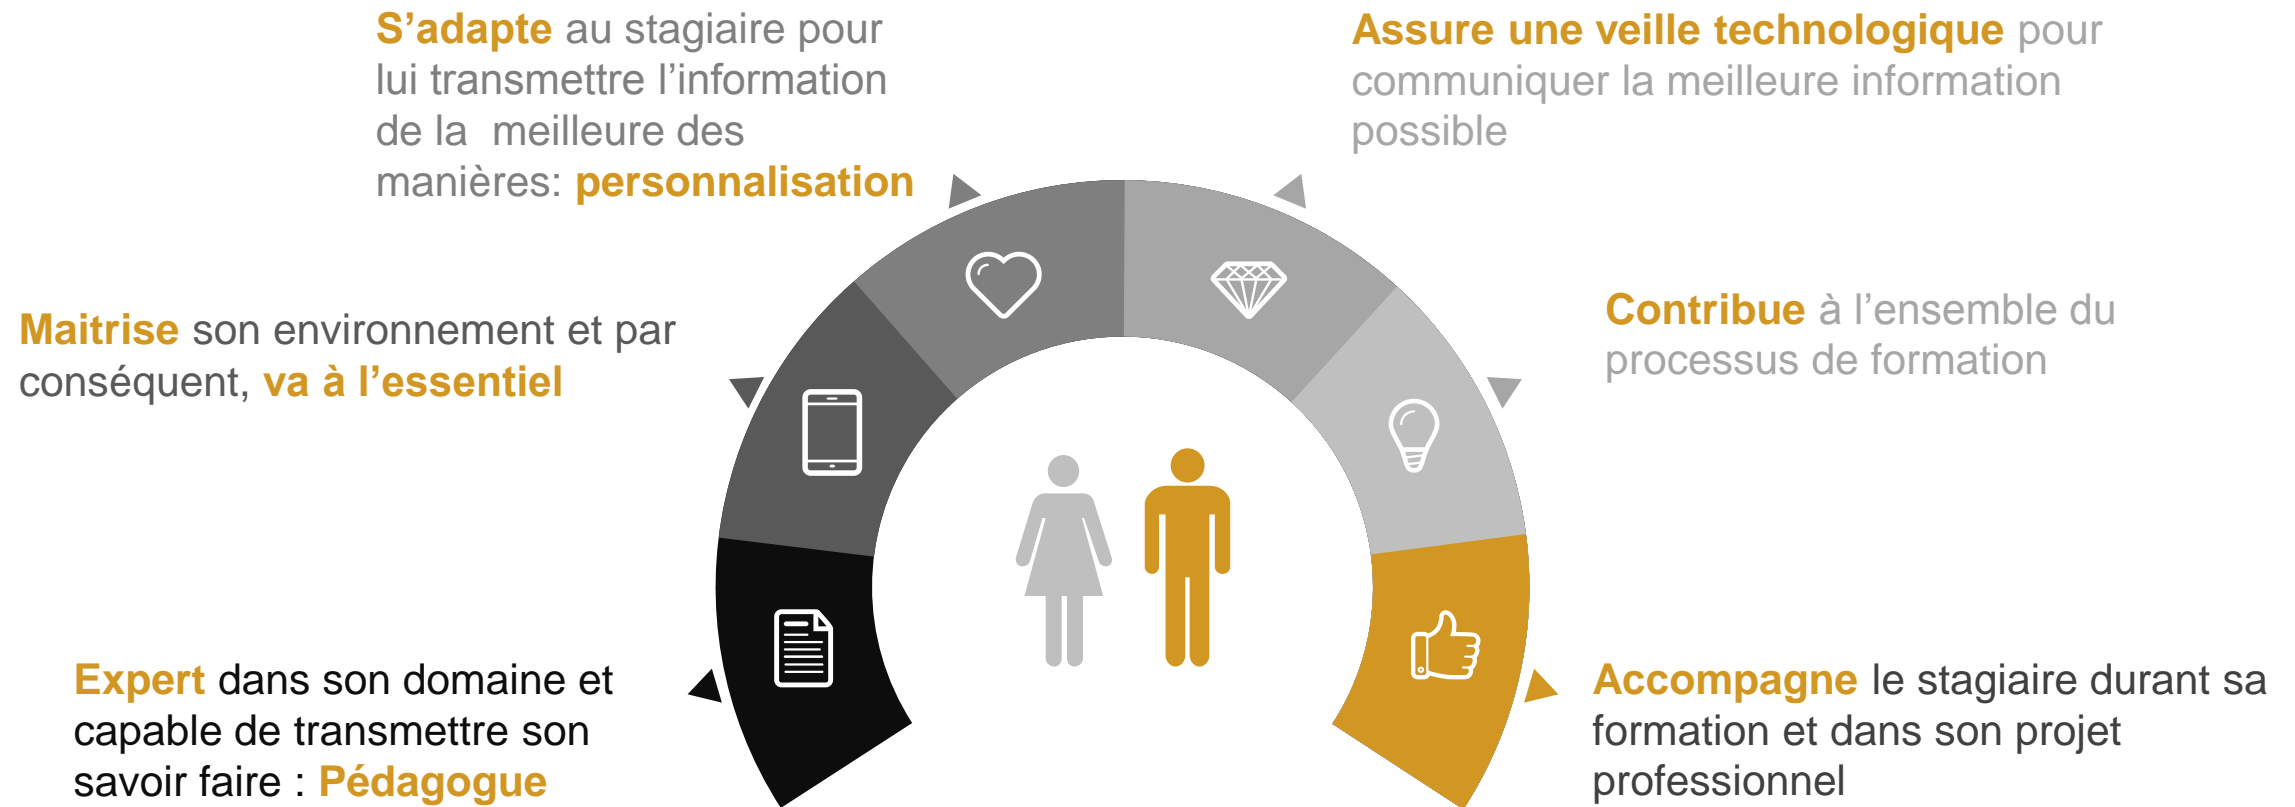 S’adapte au stagiaire pour
lui transmettre l’information
de la  meilleure des
manières: personnalisation
Assure une veille technologique pour
communiquer la meilleure information
possible
Maitrise son environnement et par
conséquent, va à l’essentiel
Contribue à l’ensemble du
processus de formation
Expert dans son domaine et
capable de transmettre son
savoir faire : Pédagogue
Accompagne le stagiaire durant sa
formation et dans son projet
professionnel